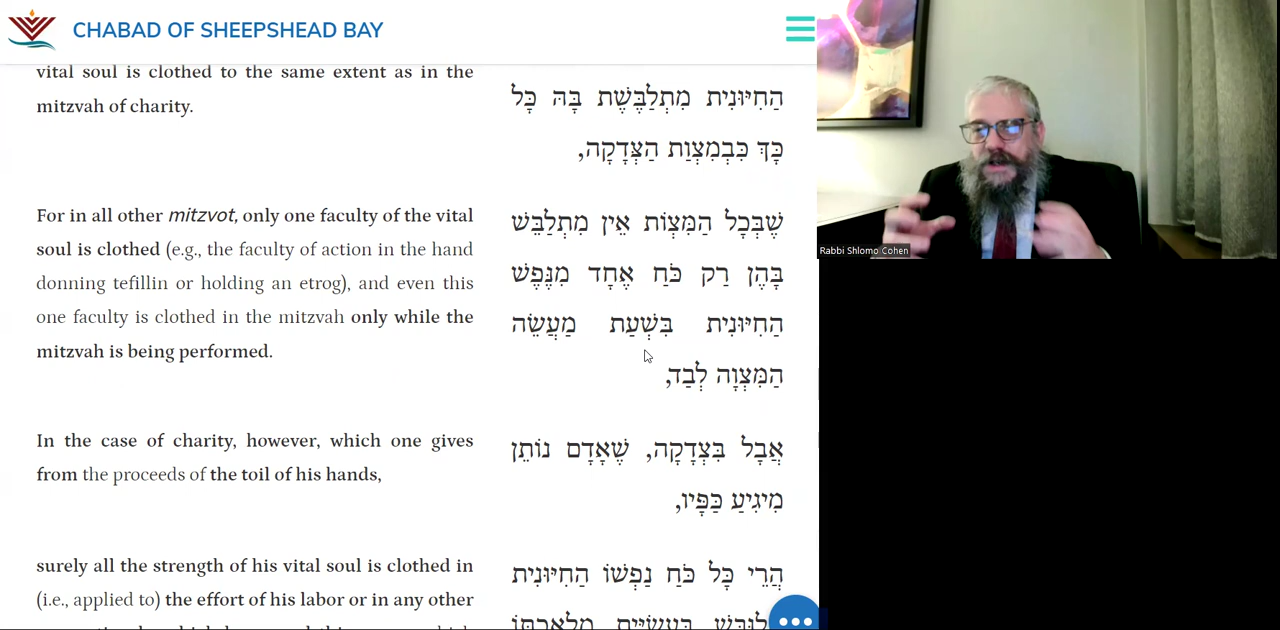 CHABAD OF SHEEPSHEAD BAY
vital soul is clothed to the same extent as in the
mitzvah of charity.
הַחִיּוּנִית מִתְלַבֶּשֶׁת בָּהּ כָּל
כָּךְ כִּבְמִצְוַת הַצְּדָקָה,
For in all other mitzvot, only one faculty of the vital
soul is clothed (e.g., the faculty of action in the hand
donning tefillin or holding an etrog), and even this
one faculty is clothed in the mitzvah only while the
mitzvah is being performed.
שֶׁבְּכָל הַמִּצְוֹת אֵין מִתְלַבֵּשׁ
בָּהֶן רַק כֹּחַ אֶחָד מִנֶּפֶשׁ
הַחִיּוּנִית בִּשְׁעַת מַעֲשֵׂה
הַמִּצְוָה לְבַד,
In the case of charity, however, which one gives
from the proceeds of the toil of his hands,
אֲבָל בִּצְדָקָה, שֶׁאָדָם נוֹתֵן
מִיגִיעַ כַּפָּיו,
surely all the strength of his vital soul is clothed in
(i.e., applied to) the effort of his labor or in any other
הֲרֵי כָּל כֹּחַ נַפְשׁוֹ הַחִיּוּנִית
Rabbi Shlomo Cohen